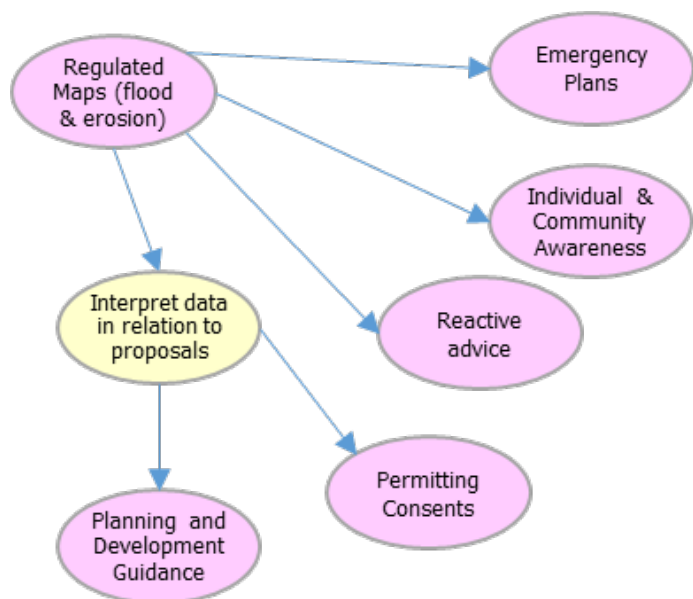 Regulated
Maps (flood
& erosion)
Emergency
Plans
Individual & 
Community
Awareness
Interpret data
in relation to
proposals
Reactive
advice
Permitting
Consents
Planning and
Development
Guidance